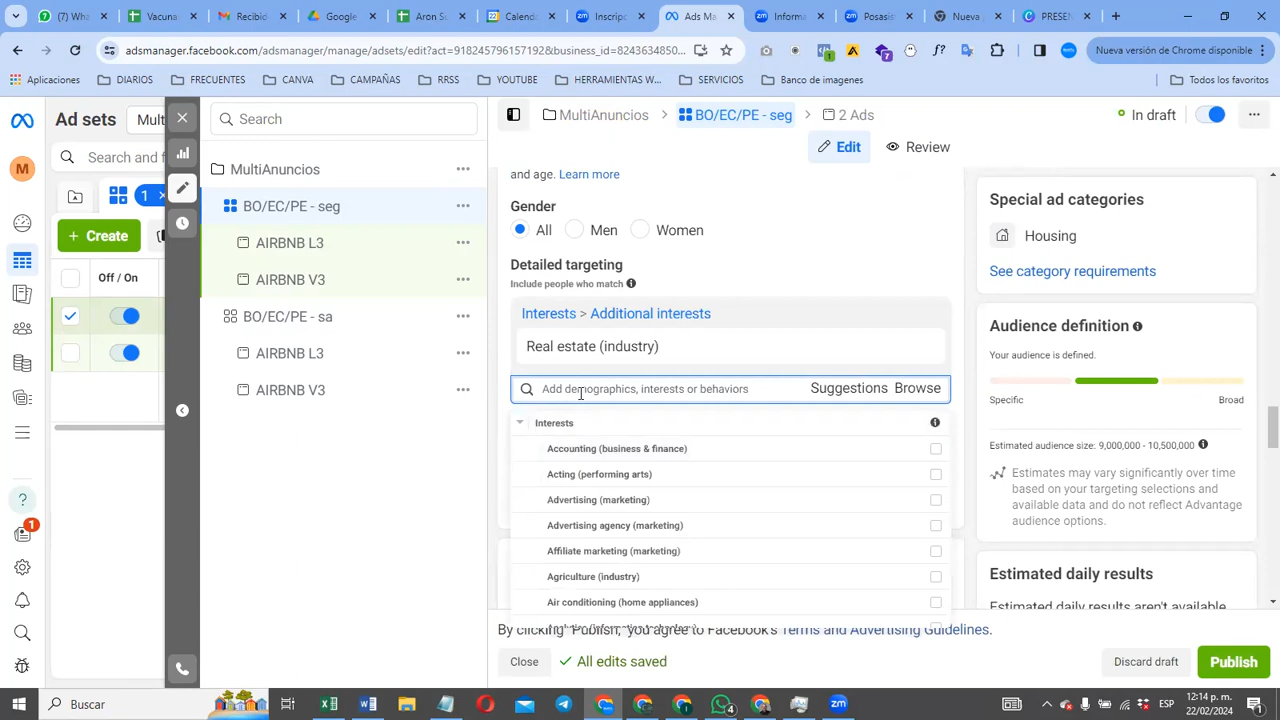 Vacuna
Multiedi
Google
Aron Su
Calenda
Inscripc
Ads Ma
Informa
Posasis
Nueva
PRESEN
adsmanager.facebook.com/adsmanager/manage/adsets/edit?act=918245796157192&business_id=8243634850...
Nueva versión de Chrome disponible
Aplicaciones
DIARIOS
FRECUENTES
CANVA
CAMPAÑAS
RRSS
YOUTUBE
HERRAMIENTAS W...
SERVICIOS
Banco de imagenes
Todos los favoritos
Ad sets
Mult
Search and f
1
Create
Off / On
M
1
Search
MultiAnuncios
BO/EC/PE - seg
AIRBNB L3
AIRBNB V3
BO/EC/PE - sa
AIRBNB L3
AIRBNB V3
MultiAnuncios > BO/EC/PE - seg > 2 Ads
In draft
Edit
Review
and age. Learn more
Gender
All
Men
Women
Detailed targeting
Include people who match
Interests > Additional interests
Real estate (industry)
Add demographics, interests or behaviors
Suggestions
Browse
Interests
Accounting (business & finance)
Acting (performing arts)
Advertising (marketing)
Advertising agency (marketing)
Affiliate marketing (marketing)
Agriculture (industry)
Air conditioning (home appliances)
Special ad categories
Housing
See category requirements
Audience definition
Your audience is defined.
Specific
Broad
Estimated audience size: 9,000,000 - 10,500,000
Estimates may vary significantly over time
based on your targeting selections and
available data and do not reflect Advantage
audience options.
Estimated daily results
Estimated daily results aren't available
By clicking "Publish," you agree to Facebook's Terms and Advertising Guidelines.
Close
All edits saved
Discard draft
Publish
Buscar
4
ESP
12:14 p. m.
22/02/2024